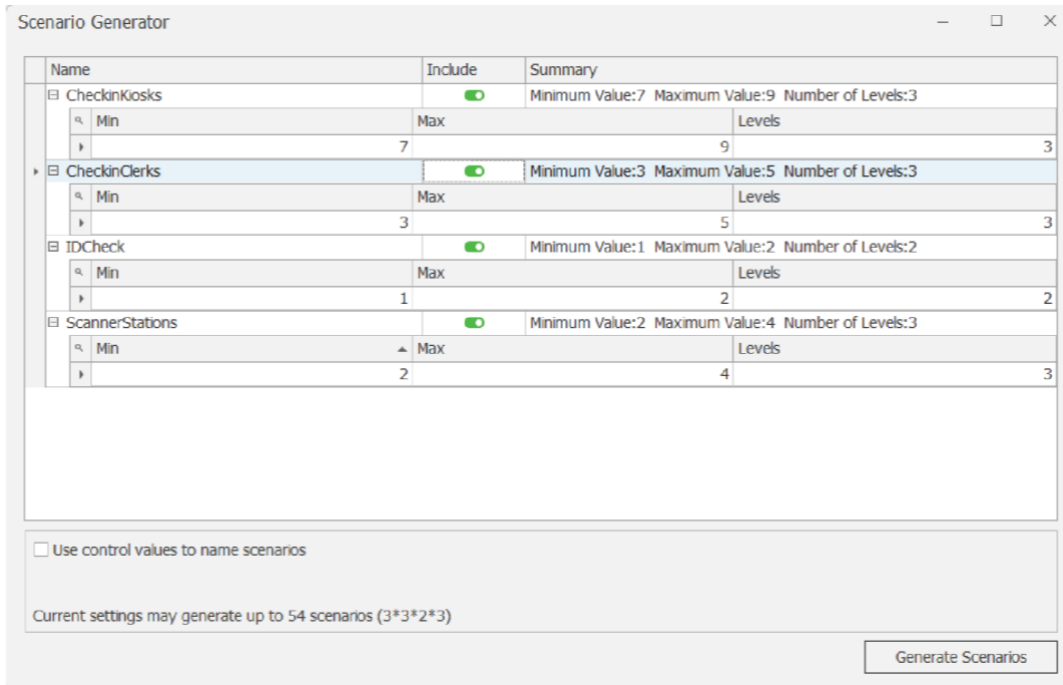 Scenario Generator
Name Include Summary
CheckinKiosks Minimum Value:7 Maximum Value:9 Number of Levels:3
Min Max Levels
7 9 3
CheckinClerks Minimum Value:3 Maximum Value:5 Number of Levels:3
Min Max Levels
3 5 3
IDCheck Minimum Value:1 Maximum Value:2 Number of Levels:2
Min Max Levels
1 2 2
ScannerStations Minimum Value:2 Maximum Value:4 Number of Levels:3
Min Max Levels
2 4 3
Use control values to name scenarios
Current settings may generate up to 54 scenarios (3*3*2*3)
Generate Scenarios